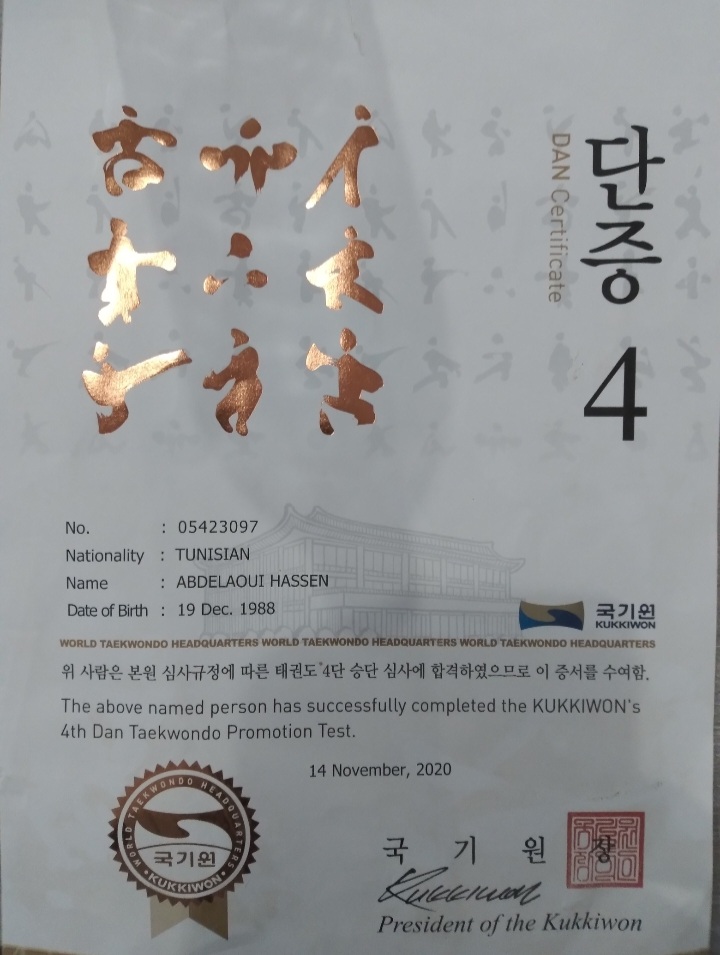 단증
DAN Certificate
4
No. : 05423097
Nationality : TUNISIAN
Name : ABDELAOUI HASSEN
Date of Birth : 19 Dec. 1988
국기원
KUKKIWON
WORLD TAEKWONDO HEADQUARTERS WORLD TAEKWONDO HEADQUARTERS WORLD TAEKWONDO HEADQUARTERS
위 사람은 본원 심사규정에 따른 태권도 4단 승단 심사에 합격하였으므로 이 증서를 수여함.
The above named person has successfully completed the KUKKIWON's
4th Dan Taekwondo Promotion Test.
14 November, 2020
WORLD TAEKWONDO HEADQUARTERS
국기원
KUKKIWON
국 기 원 장
Kukkiwon
President of the Kukkiwon